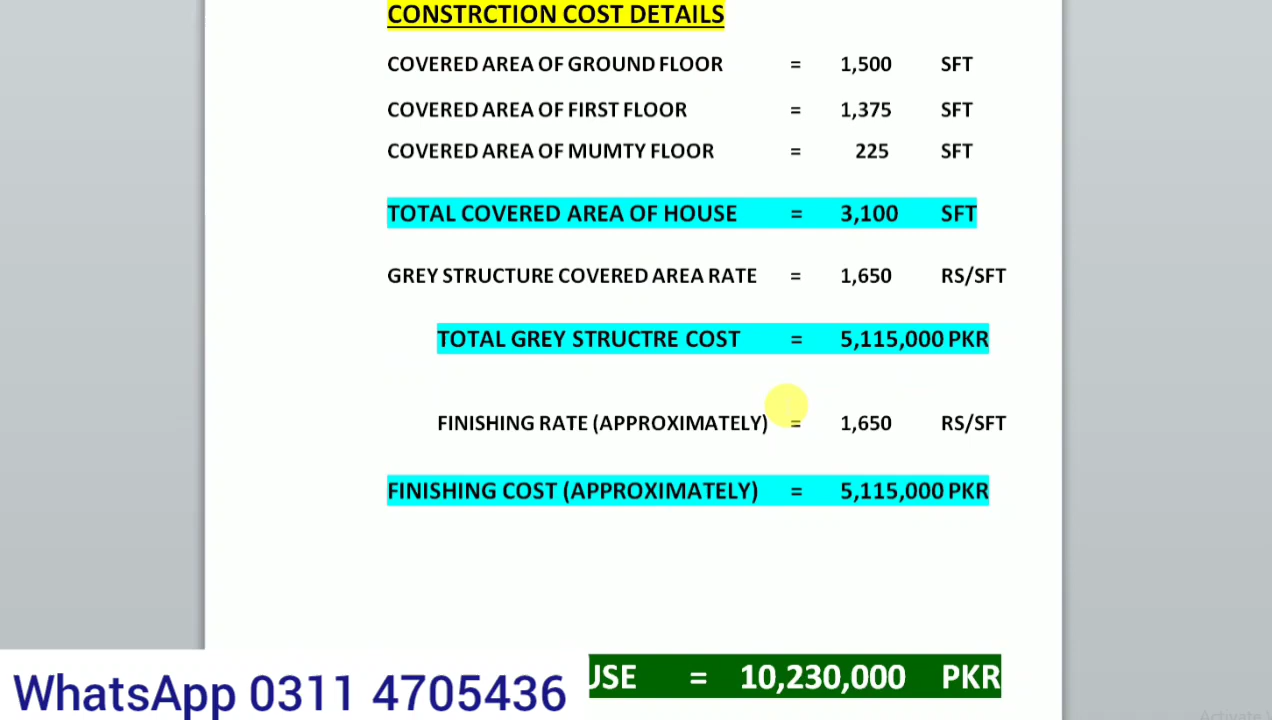 CONSTRCTION COST DETAILS
COVERED AREA OF GROUND FLOOR = 1,500 SFT
COVERED AREA OF FIRST FLOOR = 1,375 SFT
COVERED AREA OF MUMTY FLOOR = 225 SFT
TOTAL COVERED AREA OF HOUSE = 3,100 SFT
GREY STRUCTURE COVERED AREA RATE = 1,650 RS/SFT
TOTAL GREY STRUCTRE COST = 5,115,000 PKR
FINISHING RATE (APPROXIMATELY) = 1,650 RS/SFT
FINISHING COST (APPROXIMATELY) = 5,115,000 PKR
USE = 10,230,000 PKR
WhatsApp 0311 4705436